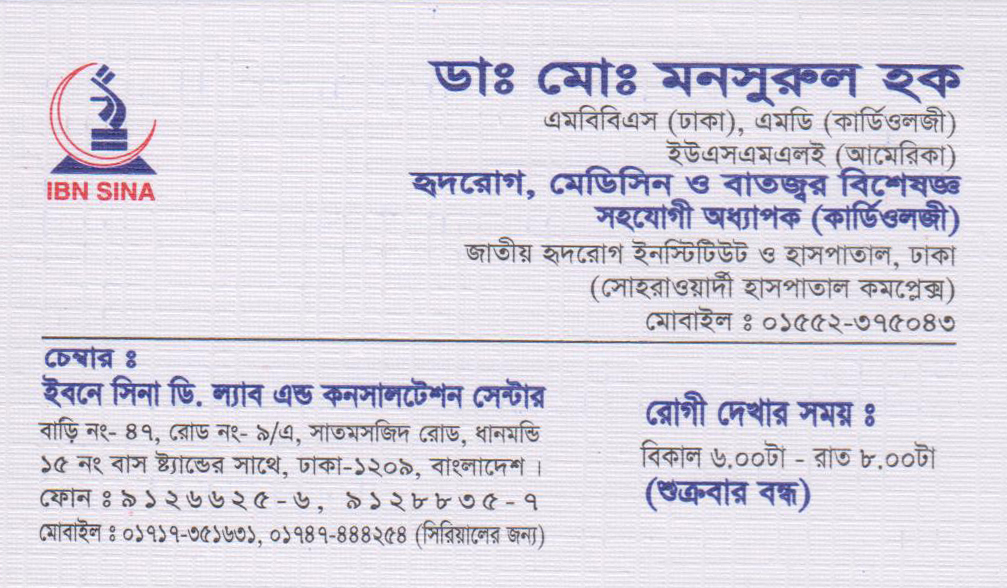 IBN SINA
ডাঃ মোঃ মনসুরুল হক
এমবিবিএস (ঢাকা), এমডি (কার্ডিওলজী)
ইউএসএমএলই (আমেরিকা)
হৃদরোগ, মেডিসিন ও বাতজ্বর বিশেষজ্ঞ
সহযোগী অধ্যাপক (কার্ডিওলজী)
জাতীয় হৃদরোগ ইনস্টিটিউট ও হাসপাতাল, ঢাকা
(সোহরাওয়ার্দী হাসপাতাল কমপ্লেক্স)
মোবাইল ঃ ০১৫৫২-৩৭৫০৪৩
চেম্বার ঃ
ইবনে সিনা ডি. ল্যাব এন্ড কনসালটেশন সেন্টার
বাড়ি নং- ৪৭, রোড নং- ৯/এ, সাতমসজিদ রোড, ধানমন্ডি
১৫ নং বাস ষ্ট্যান্ডের সাথে, ঢাকা-১২০৯, বাংলাদেশ ।
ফোন ঃ ৯১২৬৬২৫-৬, ৯১২৮৮৩৫-৭
মোবাইল ঃ ০১৭১৭-৩৫১৬৩১, ০১৭৪৭-৪৪৪২৫৪ (সিরিয়ালের জন্য)
রোগী দেখার সময় ঃ
বিকাল ৬.০০টা - রাত ৮.০০টা
(শুক্রবার বন্ধ)